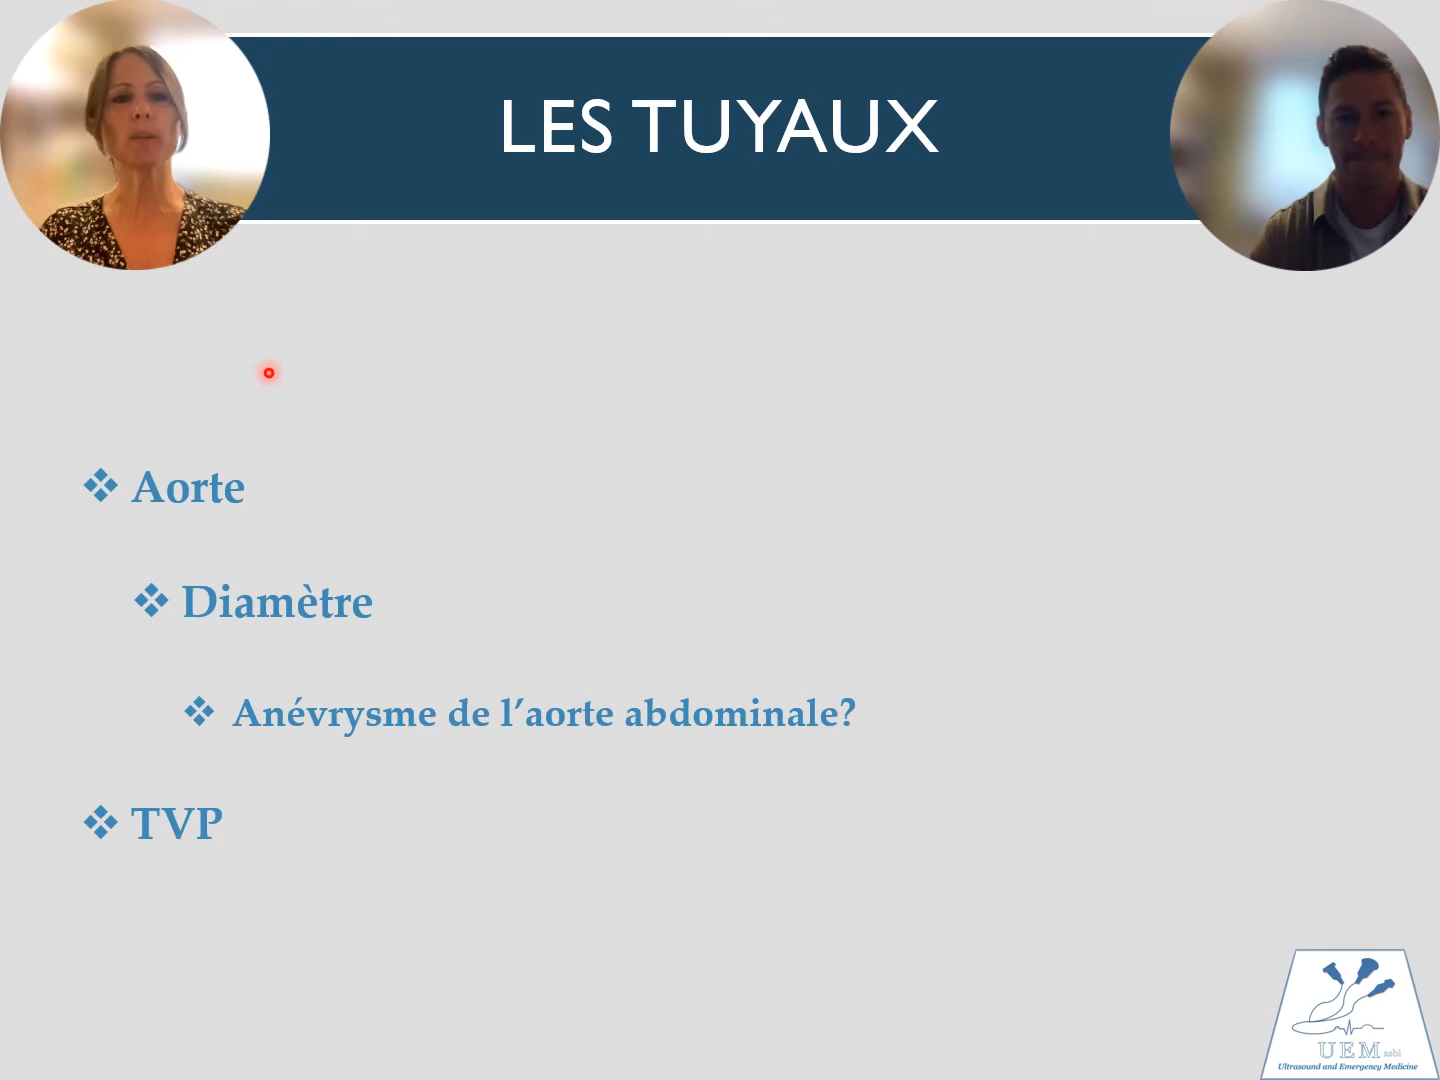 LES TUYAUX
Aorte
Diamètre
Anévrysme de l’aorte abdominale?
TVP
UEM asbl
Ultrasound and Emergency Medicine